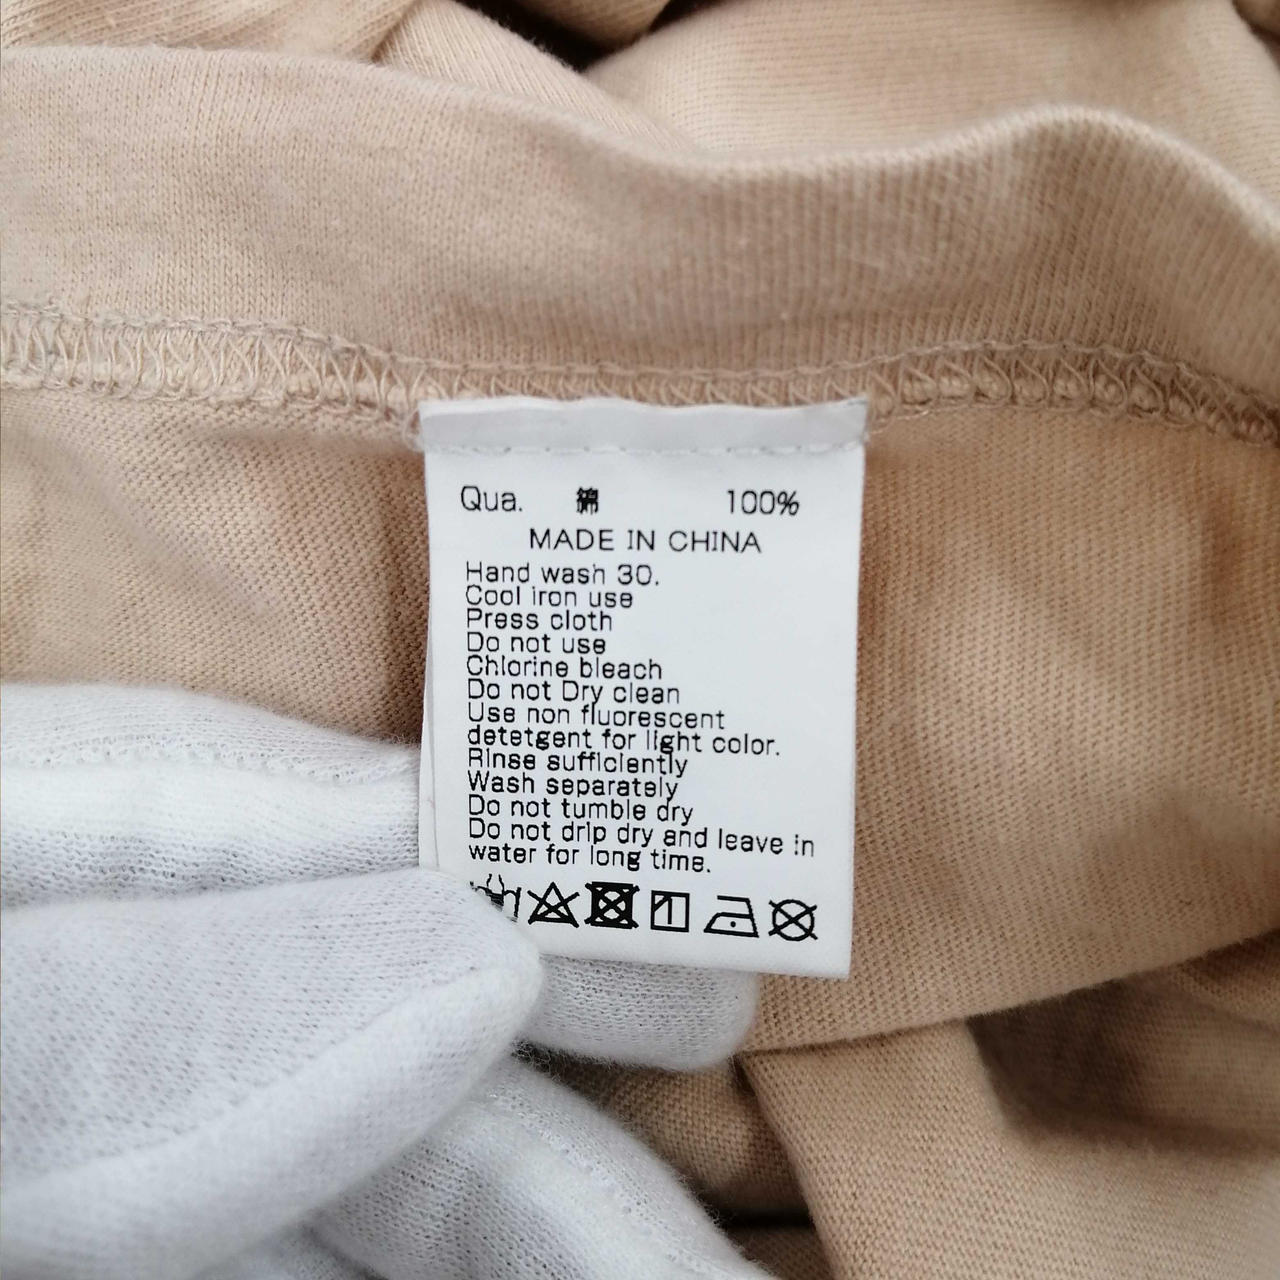 Qua. 綿 100%
MADE IN CHINA
Hand wash 30.
Cool iron use
Press cloth
Do not use
Chlorine bleach
Do not Dry clean
Use non fluorescent
detetgent for light color.
Rinse sufficiently
Wash separately
Do not tumble dry
Do not drip dry and leave in
water for long time.